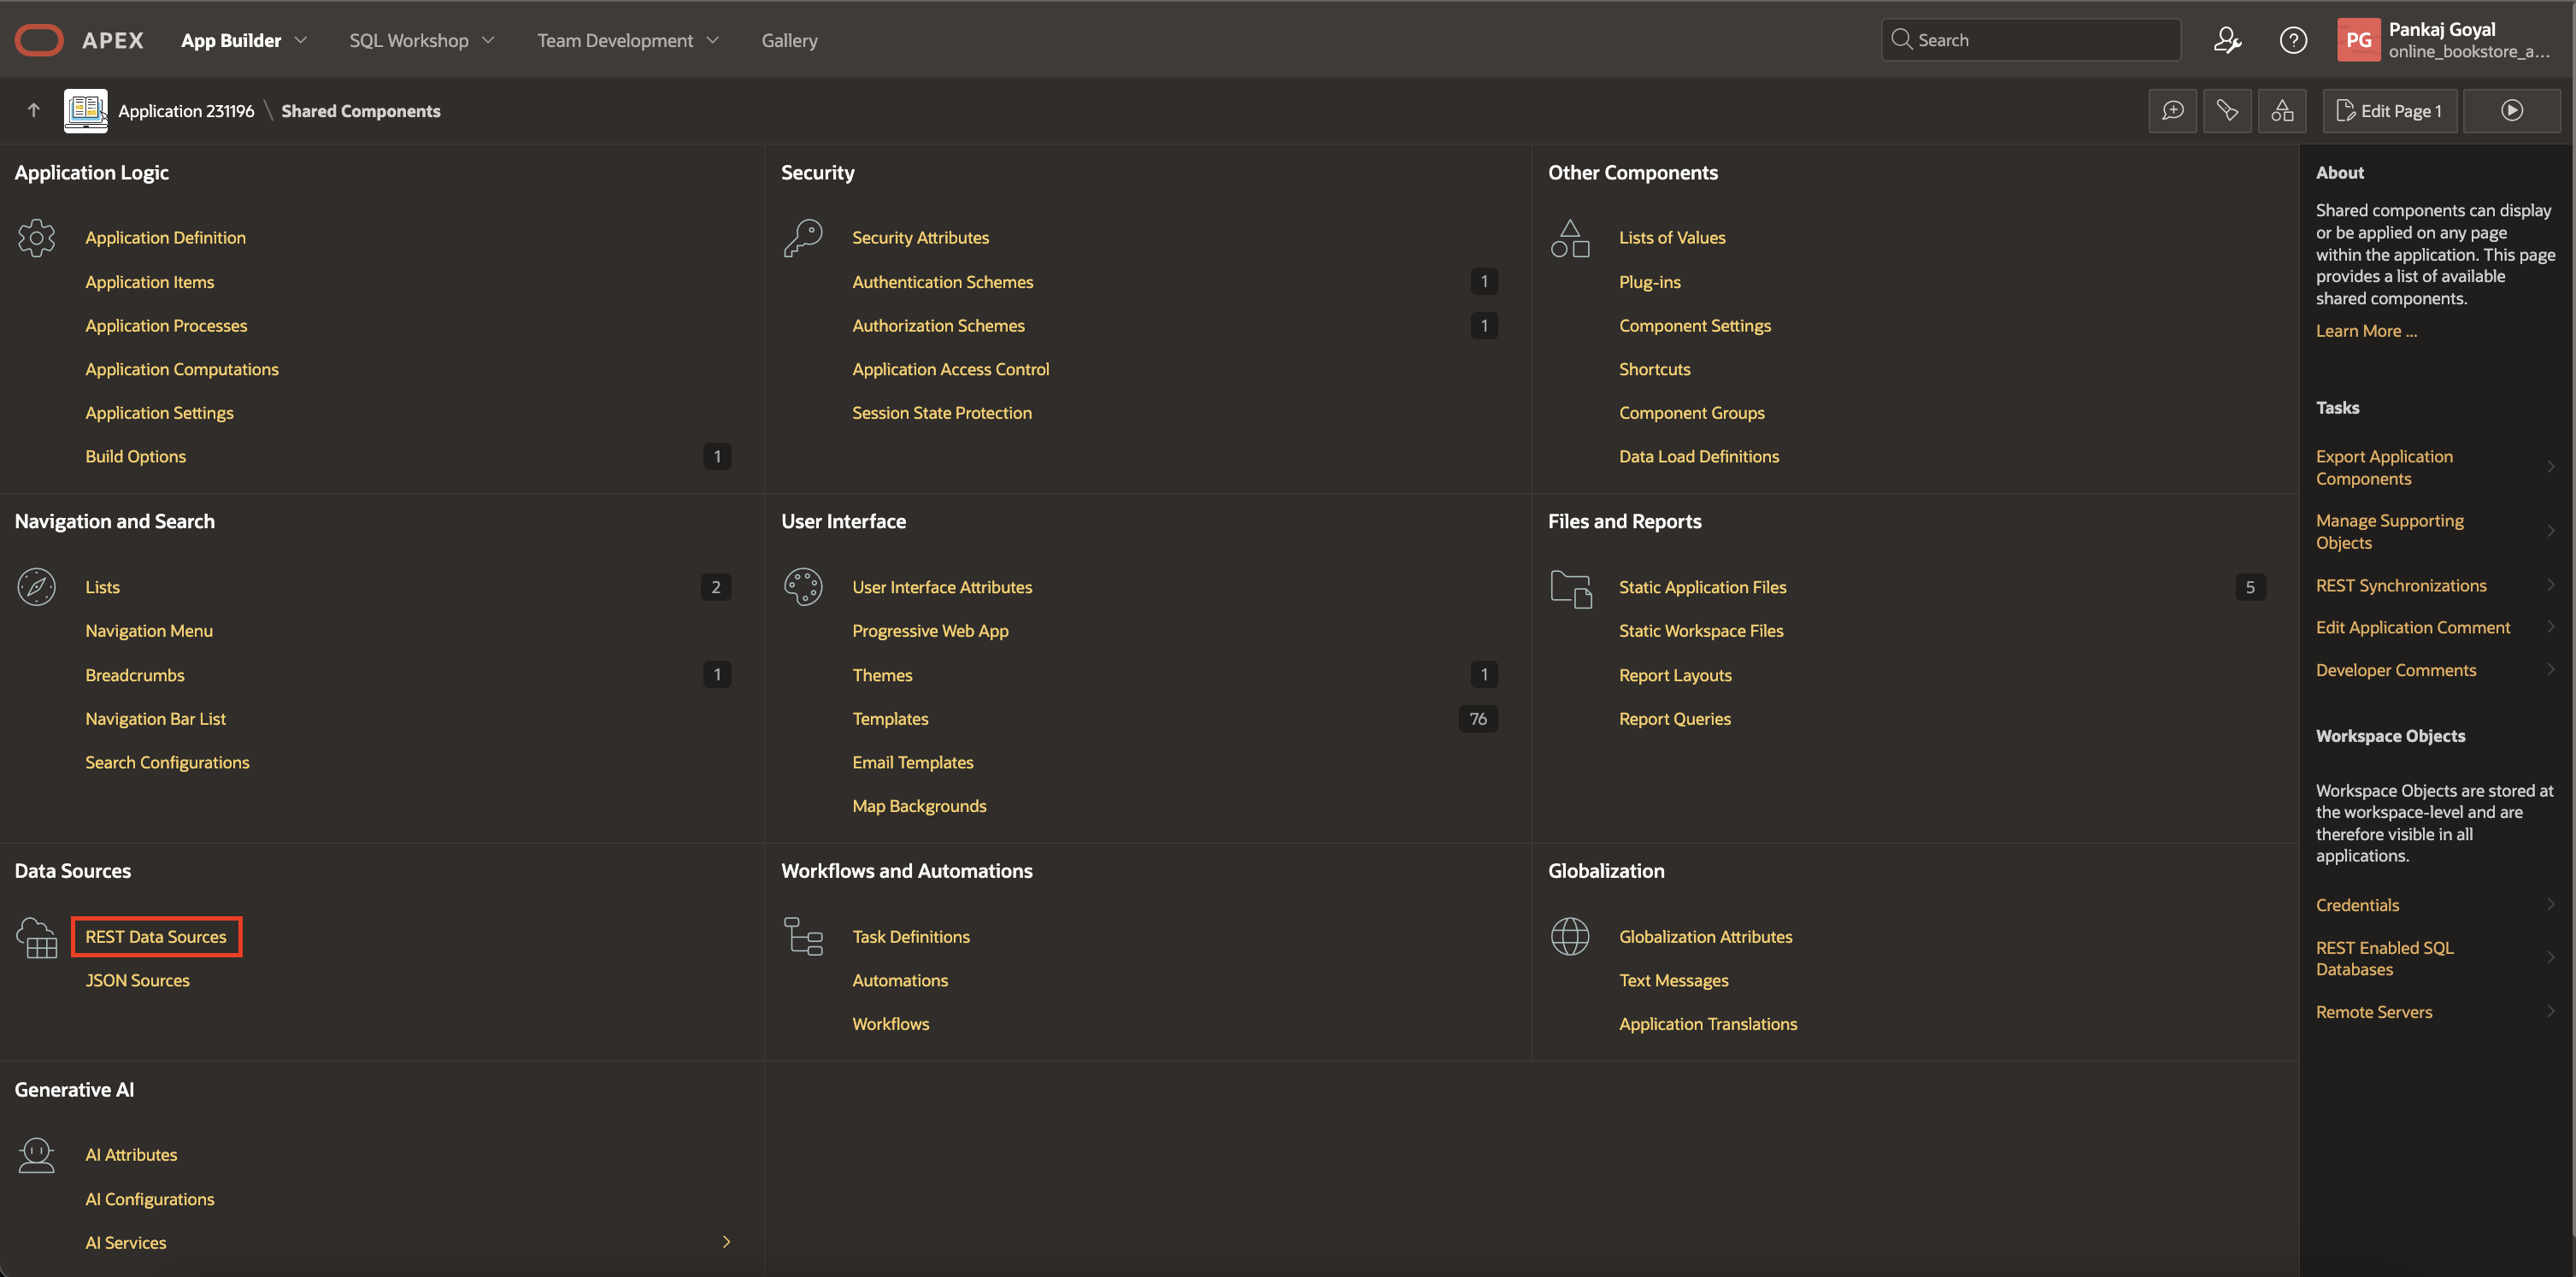 APEX
App Builder
SQL Workshop
Team Development
Gallery
Search
PG
Pankaj Goyal
online_bookstore_a...
Application 231196 \ Shared Components
Edit Page 1
Application Logic
Application Definition
Application Items
Application Processes
Application Computations
Application Settings
Build Options 1
Security
Security Attributes
Authentication Schemes 1
Authorization Schemes 1
Application Access Control
Session State Protection
Other Components
Lists of Values
Plug-ins
Component Settings
Shortcuts
Component Groups
Data Load Definitions
Navigation and Search
Lists 2
Navigation Menu
Breadcrumbs 1
Navigation Bar List
Search Configurations
User Interface
User Interface Attributes
Progressive Web App
Themes 1
Templates 76
Email Templates
Map Backgrounds
Files and Reports
Static Application Files 5
Static Workspace Files
Report Layouts
Report Queries
Data Sources
REST Data Sources
JSON Sources
Workflows and Automations
Task Definitions
Automations
Workflows
Globalization
Globalization Attributes
Text Messages
Application Translations
Generative AI
AI Attributes
AI Configurations
AI Services
About
Shared components can display
or be applied on any page
within the application. This page
provides a list of available
shared components.
Learn More ...
Tasks
Export Application
Components
Manage Supporting
Objects
REST Synchronizations
Edit Application Comment
Developer Comments
Workspace Objects
Workspace Objects are stored at
the workspace-level and are
therefore visible in all
applications.
Credentials
REST Enabled SQL
Databases
Remote Servers